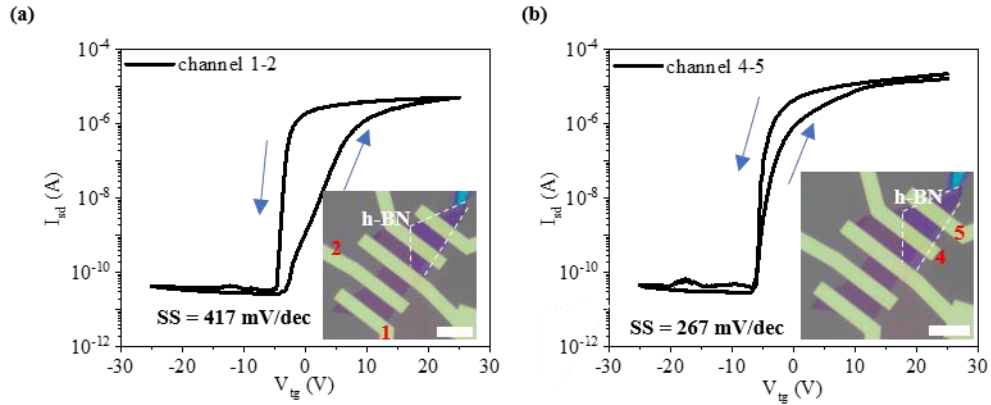 (a)
channel 1-2
I_sd (A)
10^-4
10^-6
10^-8
10^-10
10^-12
h-BN
2
1
SS = 417 mV/dec
-30 -20 -10 0 10 20 30
V_tg (V)
(b)
channel 4-5
I_sd (A)
10^-4
10^-6
10^-8
10^-10
10^-12
h-BN
5
4
SS = 267 mV/dec
-30 -20 -10 0 10 20 30
V_tg (V)